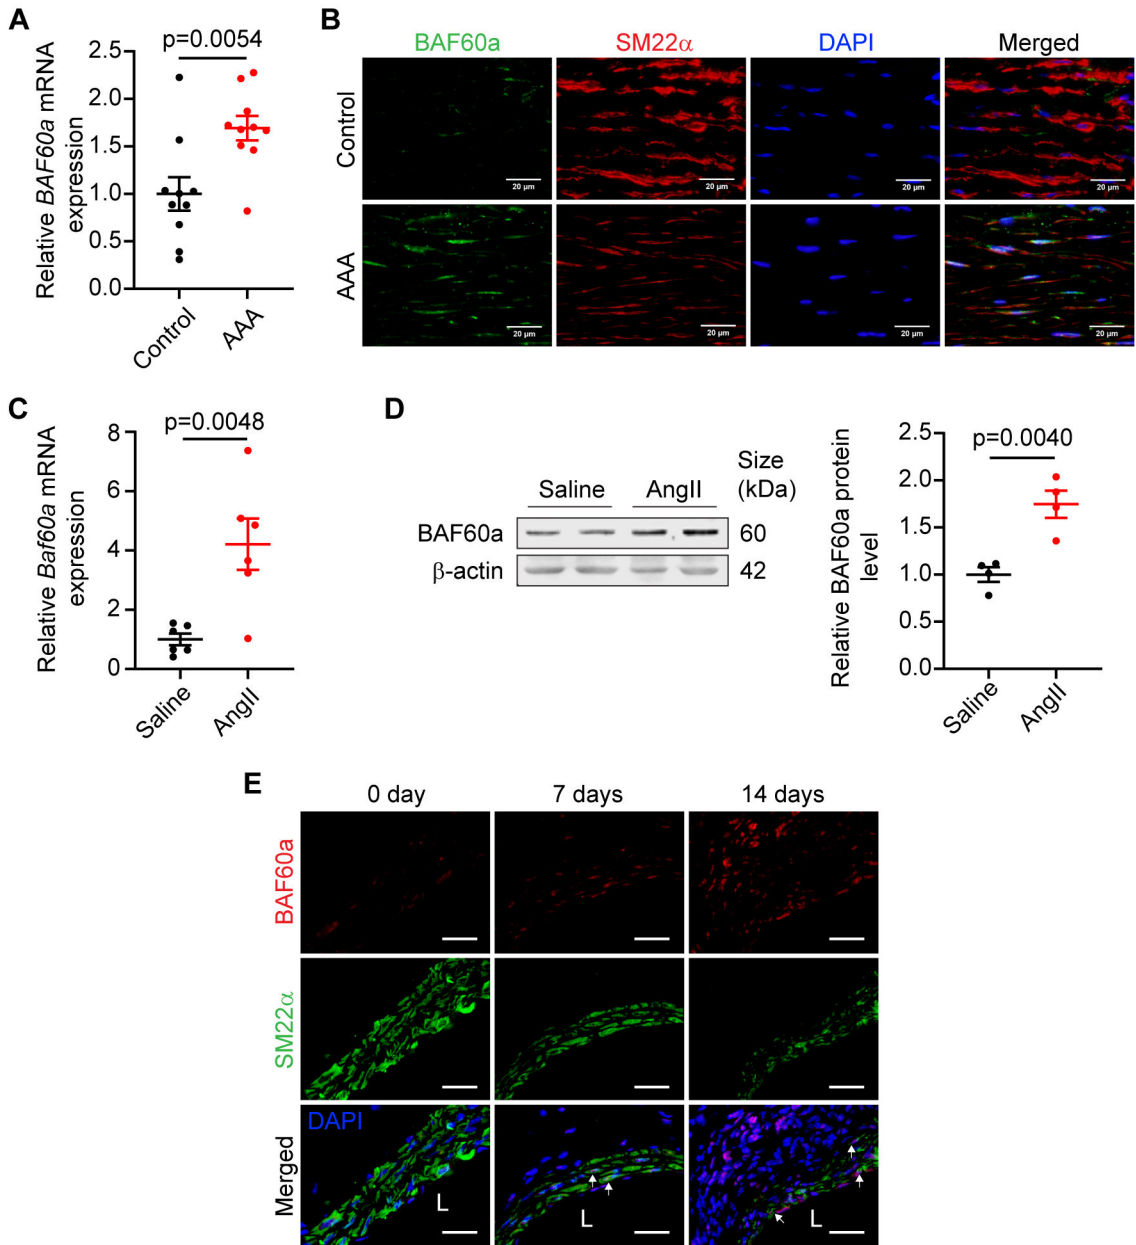 A
p=0.0054
Relative BAF60a mRNA
expression
2.5
2.0
1.5
1.0
0.5
0.0
Control
AAA
B
BAF60a
SM22α
DAPI
Merged
Control
20 μm
20 μm
20 μm
20 μm
AAA
20 μm
20 μm
20 μm
20 μm
C
p=0.0048
Relative Baf60a mRNA
expression
8
6
4
2
0
Saline
AngII
D
Saline
AngII
Size
(kDa)
BAF60a
60
β-actin
42
p=0.0040
Relative BAF60a protein
level
2.5
2.0
1.5
1.0
0.5
0.0
Saline
AngII
E
0 day
7 days
14 days
BAF60a
SM22α
Merged
DAPI
L
L
L